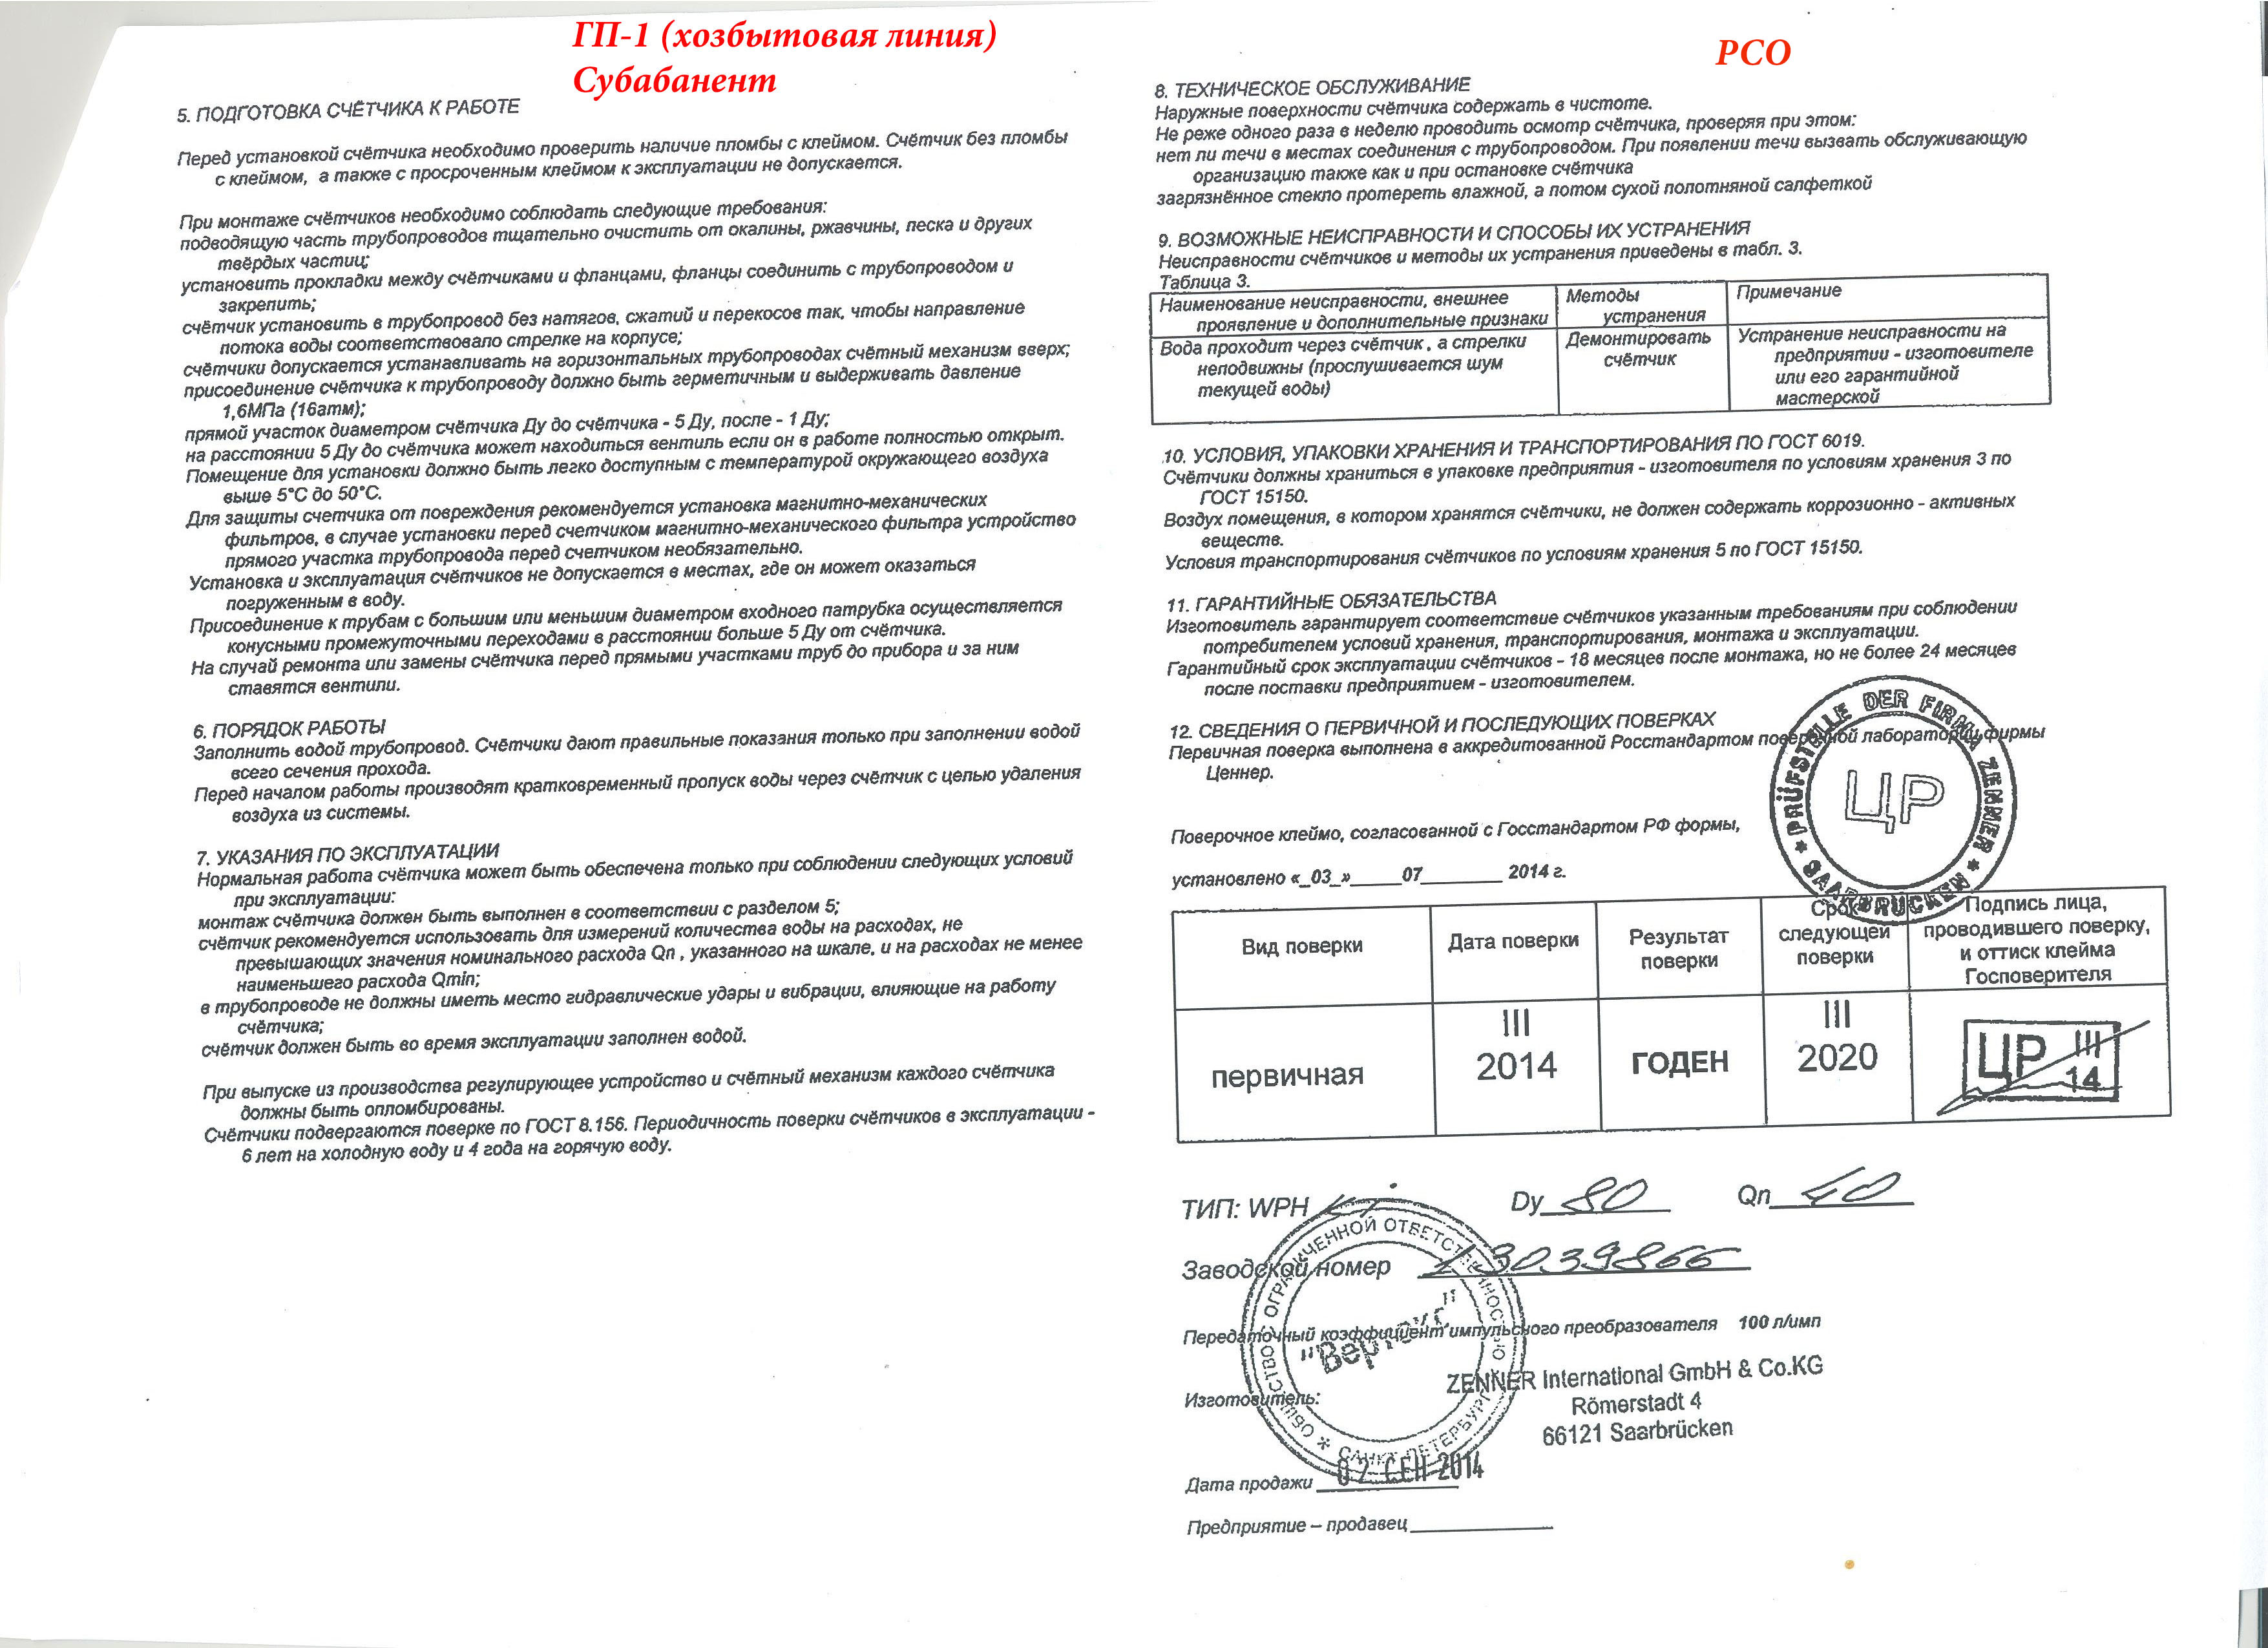 ГП-1 (хозбытовая линия)
Субабанент
5. ПОДГОТОВКА СЧЁТЧИКА К РАБОТЕ
Перед установкой счётчика необходимо проверить наличие пломбы с клеймом. Счётчик без пломбы
с клеймом, а также с просроченным клеймом к эксплуатации не допускается.
При монтаже счётчиков необходимо соблюдать следующие требования:
подводящую часть трубопроводов тщательно очистить от окалины, ржавчины, песка и других
твёрдых частиц;
установить прокладки между счётчиками и фланцами, фланцы соединить с трубопроводом и
закрепить;
счётчик установить в трубопровод без натягов, сжатий и перекосов так, чтобы направление
потока воды соответствовало стрелке на корпусе;
счётчики допускается устанавливать на горизонтальных трубопроводах счётный механизм вверх;
присоединение счётчика к трубопроводу должно быть герметичным и выдерживать давление
1,6МПа (16атм);
прямой участок диаметром счётчика Ду до счётчика - 5 Ду, после - 1 Ду;
на расстоянии 5 Ду до счётчика может находиться вентиль если он в работе полностью открыт.
Помещение для установки должно быть легко доступным с температурой окружающего воздуха
выше 5°С до 50°С.
Для защиты счетчика от повреждения рекомендуется установка магнитно-механических
фильтров, в случае установки перед счетчиком магнитно-механического фильтра устройство
прямого участка трубопровода перед счетчиком необязательно.
Установка и эксплуатация счётчиков не допускается в местах, где он может оказаться
погруженным в воду.
Присоединение к трубам с большим или меньшим диаметром входного патрубка осуществляется
конусными промежуточными переходами в расстоянии больше 5 Ду от счётчика.
На случай ремонта или замены счётчика перед прямыми участками труб до прибора и за ним
ставятся вентили.
6. ПОРЯДОК РАБОТЫ
Заполнить водой трубопровод. Счётчики дают правильные показания только при заполнении водой
всего сечения прохода.
Перед началом работы производят кратковременный пропуск воды через счётчик с целью удаления
воздуха из системы.
7. УКАЗАНИЯ ПО ЭКСПЛУАТАЦИИ
Нормальная работа счётчика может быть обеспечена только при соблюдении следующих условий
при эксплуатации:
монтаж счётчика должен быть выполнен в соответствии с разделом 5;
счётчик рекомендуется использовать для измерений количества воды на расходах, не
превышающих значения номинального расхода Qn , указанного на шкале, и на расходах не менее
наименьшего расхода Qmin;
в трубопроводе не должны иметь место гидравлические удары и вибрации, влияющие на работу
счётчика;
счётчик должен быть во время эксплуатации заполнен водой.
При выпуске из производства регулирующее устройство и счётный механизм каждого счётчика
должны быть опломбированы.
Счётчики подвергаются поверке по ГОСТ 8.156. Периодичность поверки счётчиков в эксплуатации -
6 лет на холодную воду и 4 года на горячую воду.
РСО
8. ТЕХНИЧЕСКОЕ ОБСЛУЖИВАНИЕ
Наружные поверхности счётчика содержать в чистоте.
Не реже одного раза в неделю проводить осмотр счётчика, проверяя при этом:
нет ли течи в местах соединения с трубопроводом. При появлении течи вызвать обслуживающую
организацию также как и при остановке счётчика
загрязнённое стекло протереть влажной, а потом сухой полотняной салфеткой
9. ВОЗМОЖНЫЕ НЕИСПРАВНОСТИ И СПОСОБЫ ИХ УСТРАНЕНИЯ
Неисправности счётчиков и методы их устранения приведены в табл. 3.
Таблица 3.
Наименование неисправности, внешнее
проявление и дополнительные признаки
Методы
устранения
Примечание
Вода проходит через счётчик , а стрелки
неподвижны (прослушивается шум
текущей воды)
Демонтировать
счётчик
Устранение неисправности на
предприятии - изготовителе
или его гарантийной
мастерской
10. УСЛОВИЯ, УПАКОВКИ ХРАНЕНИЯ И ТРАНСПОРТИРОВАНИЯ ПО ГОСТ 6019.
Счётчики должны храниться в упаковке предприятия - изготовителя по условиям хранения 3 по
ГОСТ 15150.
Воздух помещения, в котором хранятся счётчики, не должен содержать коррозионно - активных
веществ.
Условия транспортирования счётчиков по условиям хранения 5 по ГОСТ 15150.
11. ГАРАНТИЙНЫЕ ОБЯЗАТЕЛЬСТВА
Изготовитель гарантирует соответствие счётчиков указанным требованиям при соблюдении
потребителем условий хранения, транспортирования, монтажа и эксплуатации.
Гарантийный срок эксплуатации счётчиков - 18 месяцев после монтажа, но не более 24 месяцев
после поставки предприятием - изготовителем.
12. СВЕДЕНИЯ О ПЕРВИЧНОЙ И ПОСЛЕДУЮЩИХ ПОВЕРКАХ
Первичная поверка выполнена в аккредитованной Росстандартом поверочной лаборатории фирмы
Ценнер.
* PRÜFSTELLE DER FIRMA ZENNER * SAARBRÜCKEN
ЦР
Поверочное клеймо, согласованной с Госстандартом РФ формы,
установлено «_03_»_____07________ 2014 г.
Вид поверки
Дата поверки
Результат
поверки
Срок
следующей
поверки
Подпись лица,
проводившего поверку,
и оттиск клейма
Госповерителя
первичная
III
2014
ГОДЕН
III
2020
ЦР III
14
ТИП: WPH
Dy 80
Qn 40
Заводской номер 13039866
Передаточный коэффициент импульсного преобразователя 100 л/имп
Изготовитель:
ZENNER International GmbH & Co.KG
Römerstadt 4
66121 Saarbrücken
ОБЩЕСТВО С ОГРАНИЧЕННОЙ ОТВЕТСТВЕННОСТЬЮ * САНКТ-ПЕТЕРБУРГ
"Вертекс"
Дата продажи 02 СЕН 2014
Предприятие – продавец